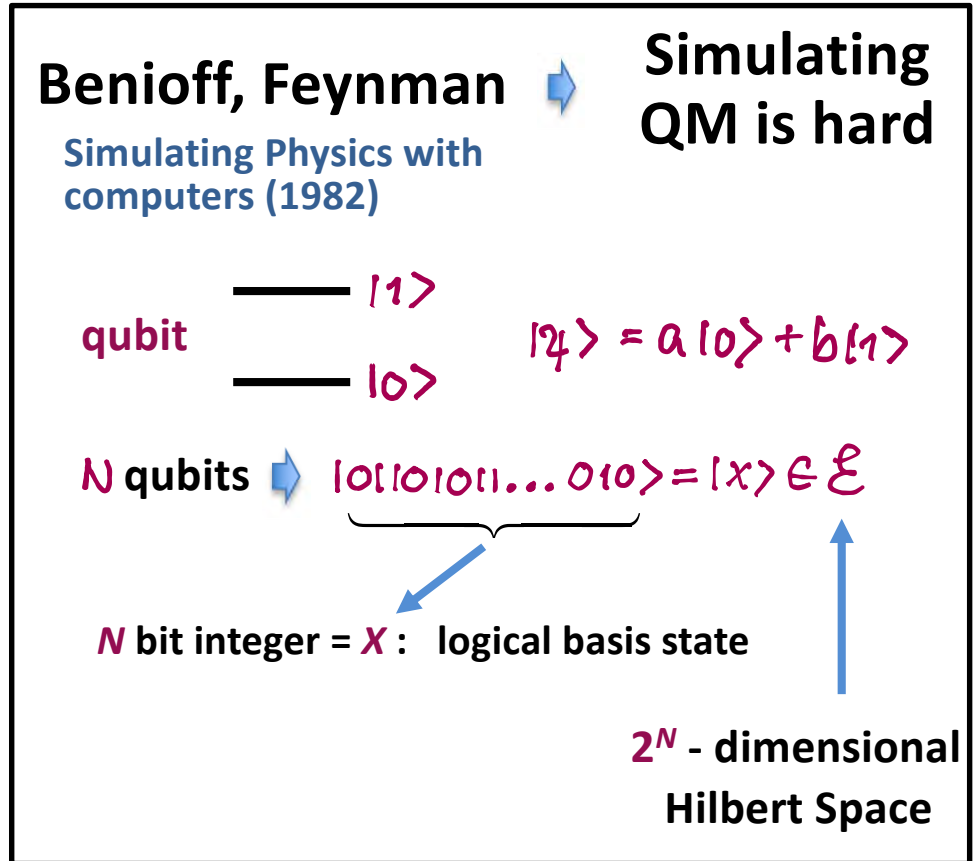 Benioff, Feynman
Simulating
QM is hard
Simulating Physics with
computers (1982)
|1>
qubit
|ψ> = a|0> + b|1>
|0>
N qubits |01101011...010> = |x> ∈ ℰ
N bit integer = X : logical basis state
2^N - dimensional
Hilbert Space